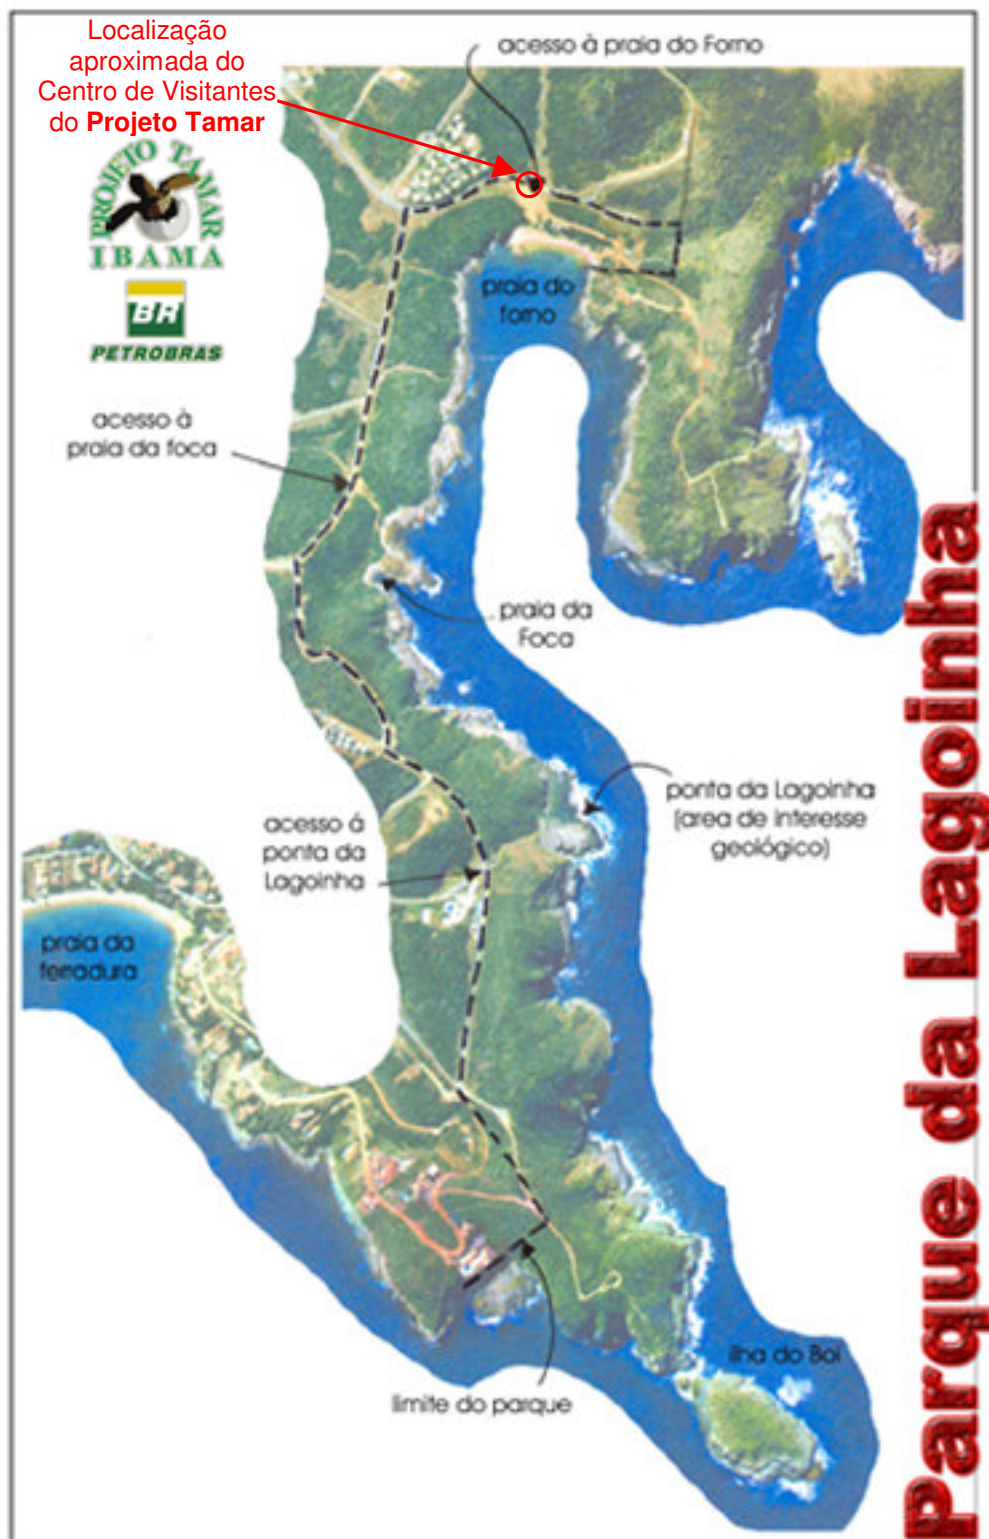 Localização
aproximada do
Centro de Visitantes
do Projeto Tamar
acesso à praia do Forno
PROJETO TAMAR
IBAMA
BR
PETROBRAS
praia do
forno
acesso à
praia da foca
praia da
Foca
ponta da Lagoinha
(area de interesse
geológico)
acesso á
ponta da
Lagoinha
praia da
ferradura
ilha do Boi
limite do parque
Parque da Lagoinha